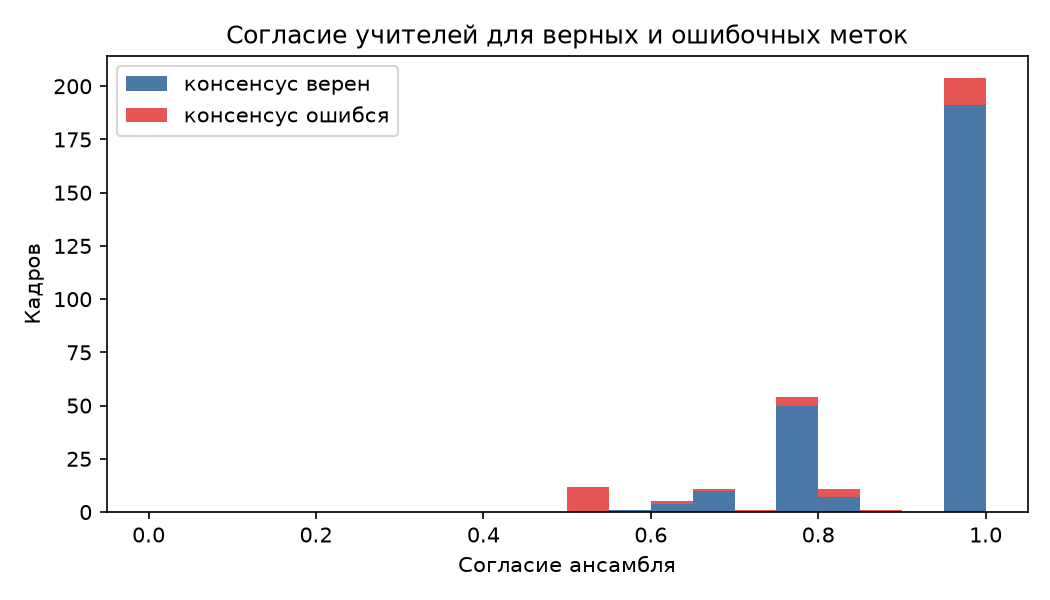 Согласие учителей для верных и ошибочных меток
консенсус верен
консенсус ошибся
Кадров
200
175
150
125
100
75
50
25
0
0.0 0.2 0.4 0.6 0.8 1.0
Согласие ансамбля